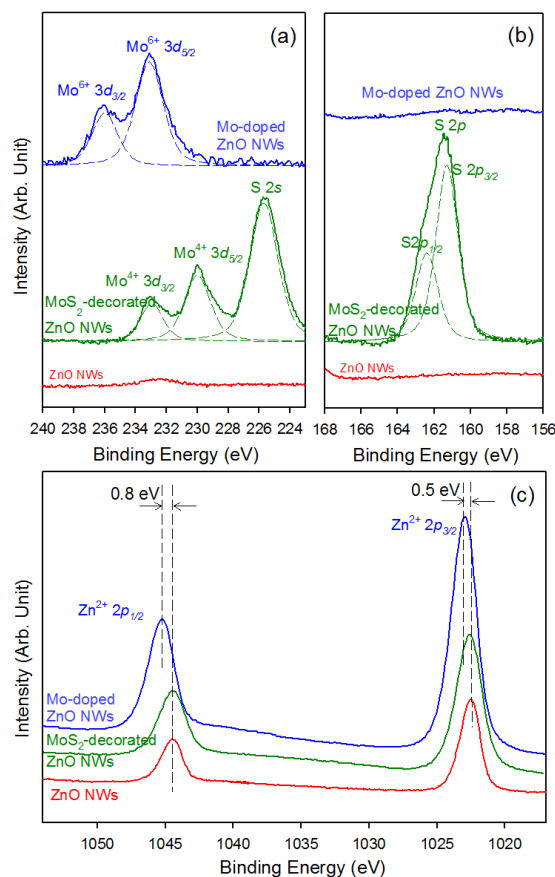 (a)
Mo6+ 3d5/2
Mo6+ 3d3/2
Mo-doped
ZnO NWs
S 2s
Mo4+ 3d5/2
Mo4+ 3d3/2
MoS2-decorated
ZnO NWs
ZnO NWs
240 238 236 234 232 230 228 226 224
Binding Energy (eV)
Intensity (Arb. Unit)
(b)
Mo-doped ZnO NWs
S 2p
S 2p3/2
S2p1/2
MoS2-decorated
ZnO NWs
ZnO NWs
168 166 164 162 160 158 156
Binding Energy (eV)
0.8 eV
0.5 eV
(c)
Zn2+ 2p3/2
Zn2+ 2p1/2
Mo-doped
ZnO NWs
MoS2-decorated
ZnO NWs
ZnO NWs
1050 1045 1040 1035 1030 1025 1020
Binding Energy (eV)
Intensity (Arb. Unit)